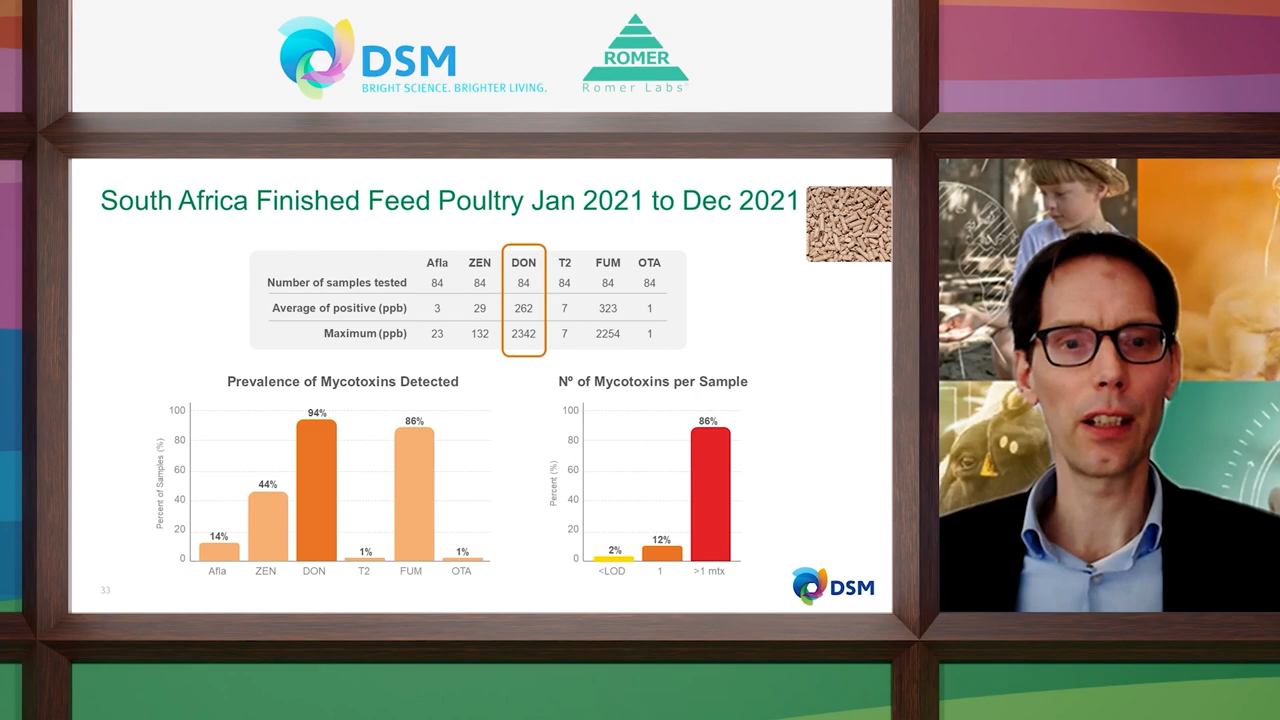 DSM
BRIGHT SCIENCE. BRIGHTER LIVING.
ROMER
Romer Labs
South Africa Finished Feed Poultry Jan 2021 to Dec 2021
Afla ZEN DON T2 FUM OTA
Number of samples tested 84 84 84 84 84 84
Average of positive (ppb) 3 29 262 7 323 1
Maximum (ppb) 23 132 2342 7 2254 1
Prevalence of Mycotoxins Detected
Percent of Samples (%)
100
80
60
40
20
0
14%
44%
94%
1%
86%
1%
Afla ZEN DON T2 FUM OTA
Nº of Mycotoxins per Sample
Percent (%)
100
80
60
40
20
0
2%
12%
86%
<LOD 1 >1 mtx
33
DSM